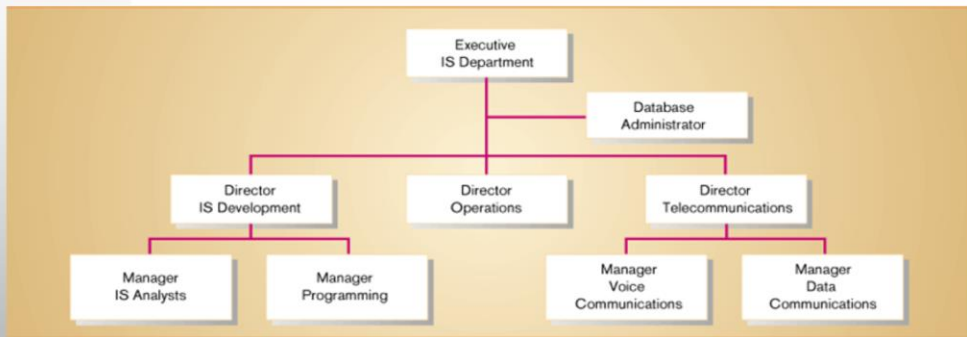 Executive
IS Department
Database
Administrator
Director
IS Development
Director
Operations
Director
Telecommunications
Manager
IS Analysts
Manager
Programming
Manager
Voice
Communications
Manager
Data
Communications